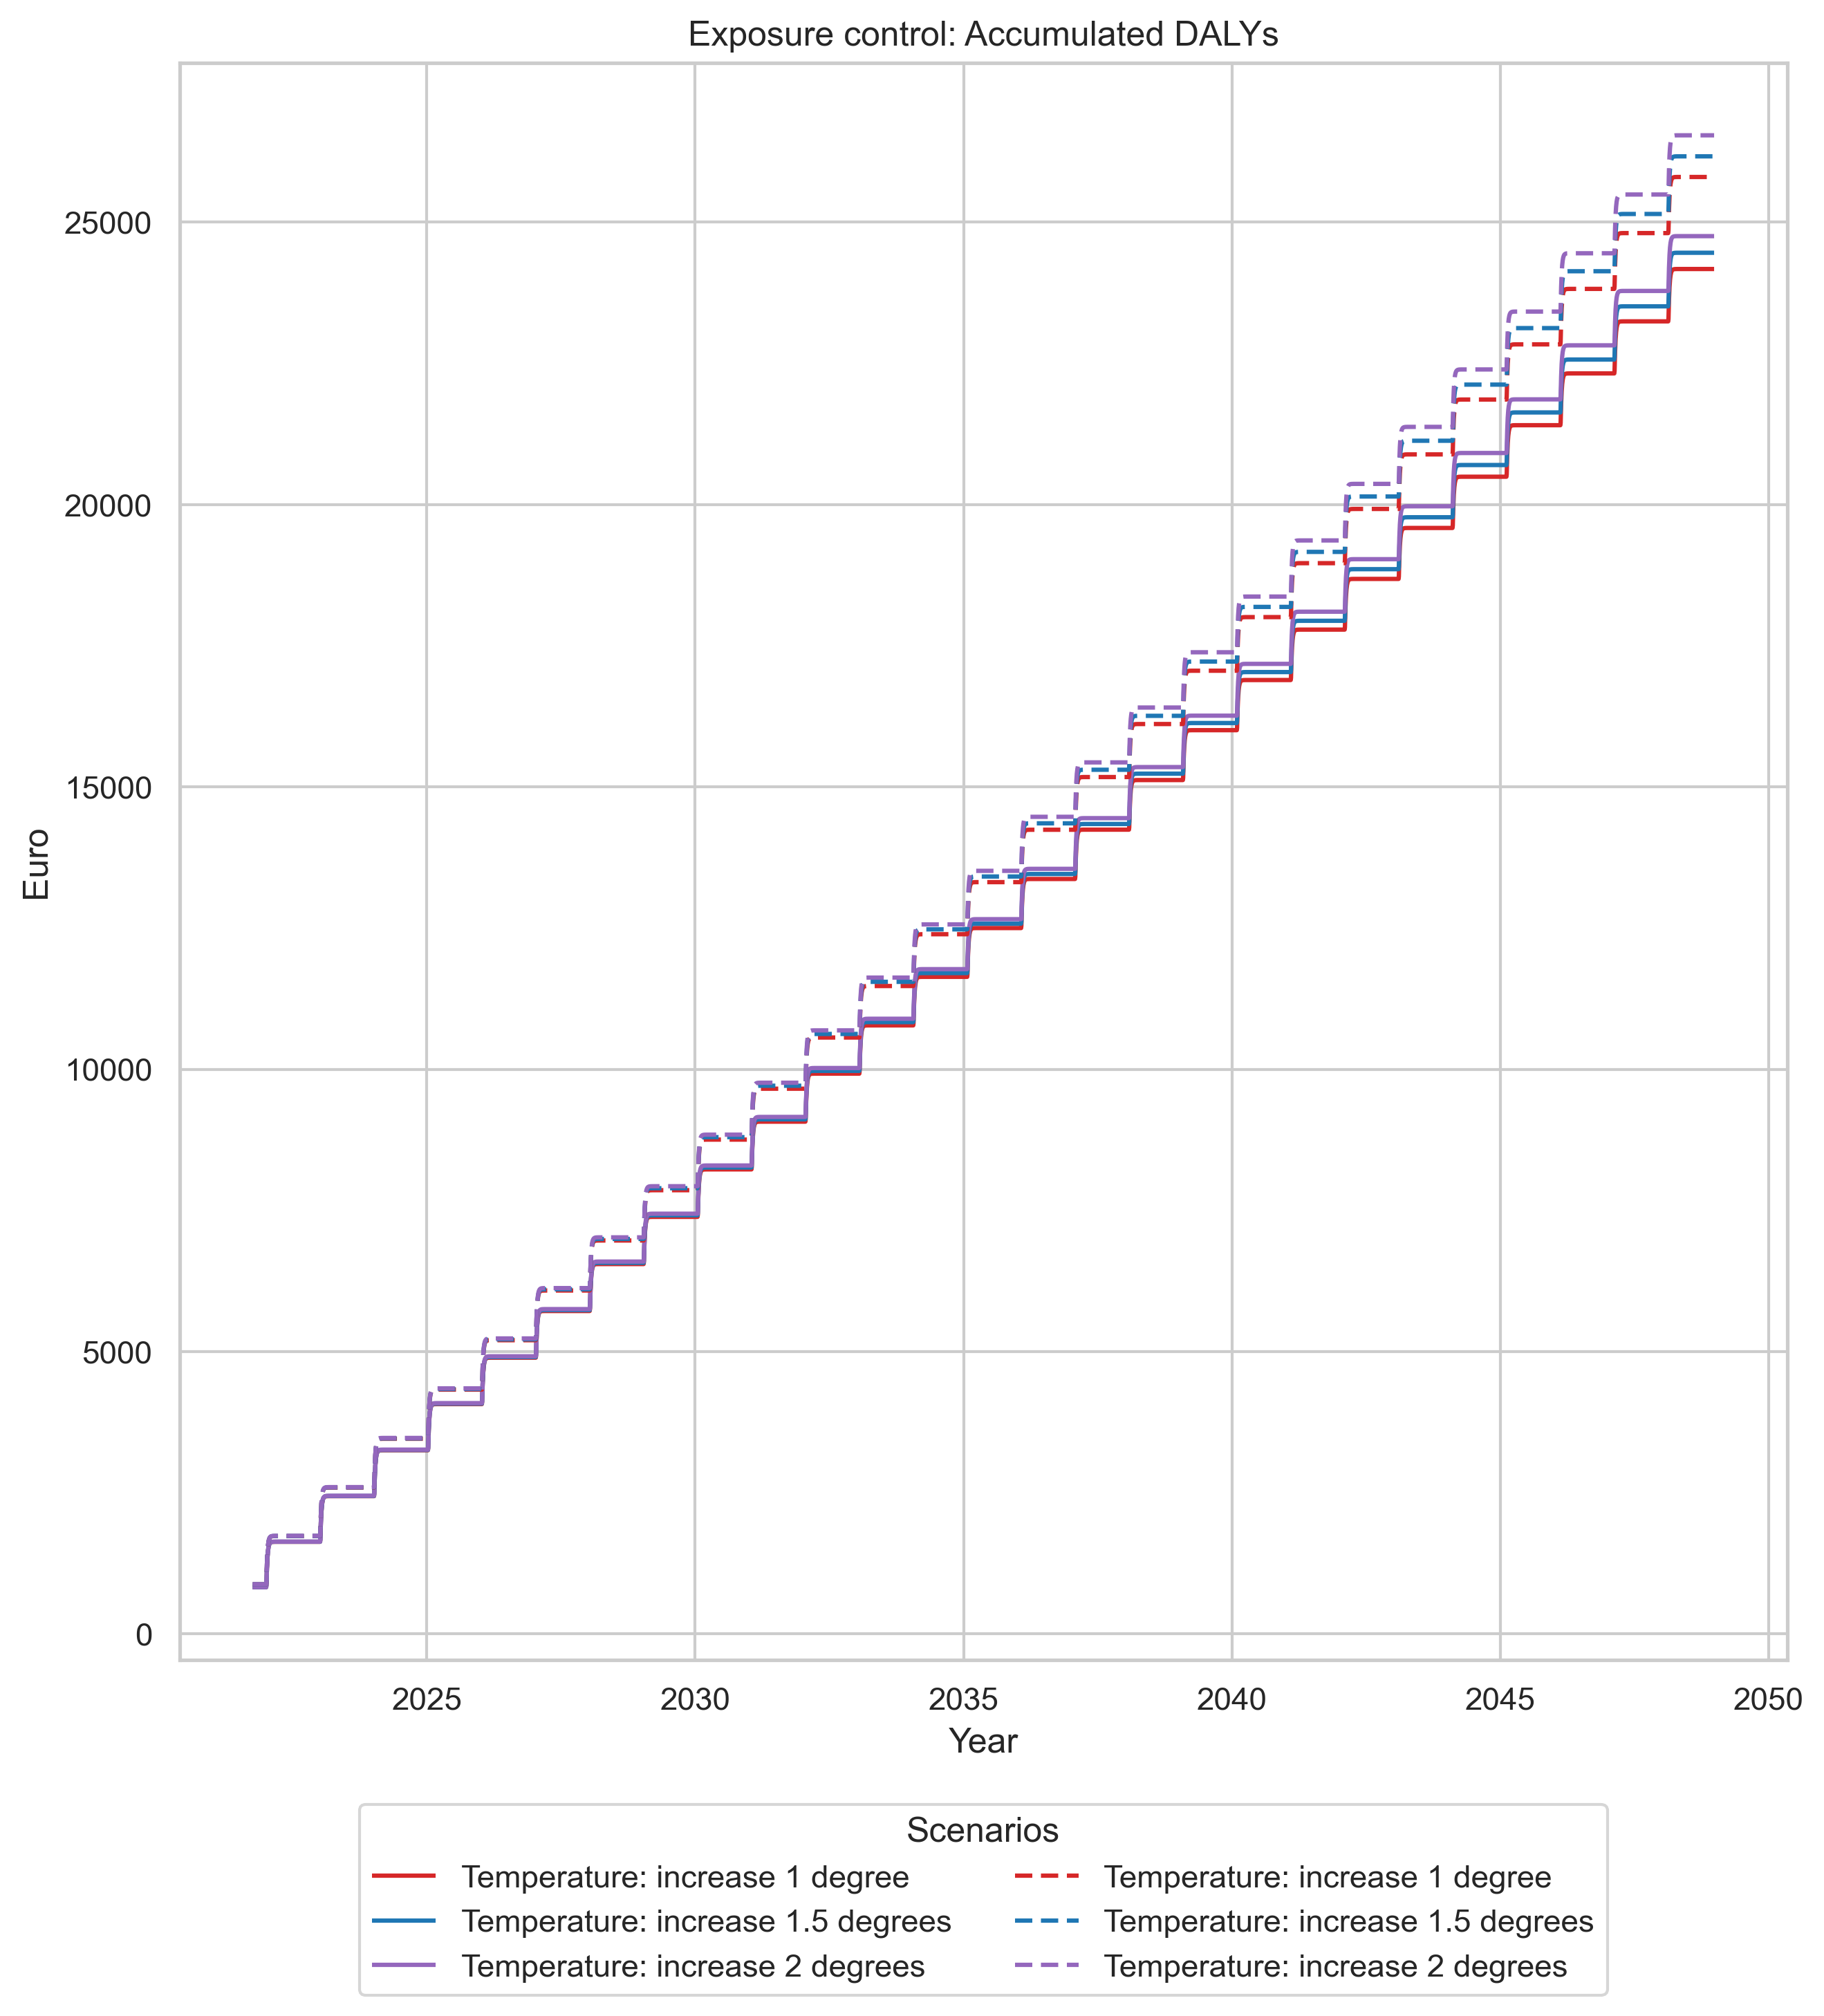 Exposure control: Accumulated DALYs
25000
20000
15000
10000
5000
0
Euro
2025 2030 2035 2040 2045 2050
Year
Scenarios
Temperature: increase 1 degree Temperature: increase 1 degree
Temperature: increase 1.5 degrees Temperature: increase 1.5 degrees
Temperature: increase 2 degrees Temperature: increase 2 degrees